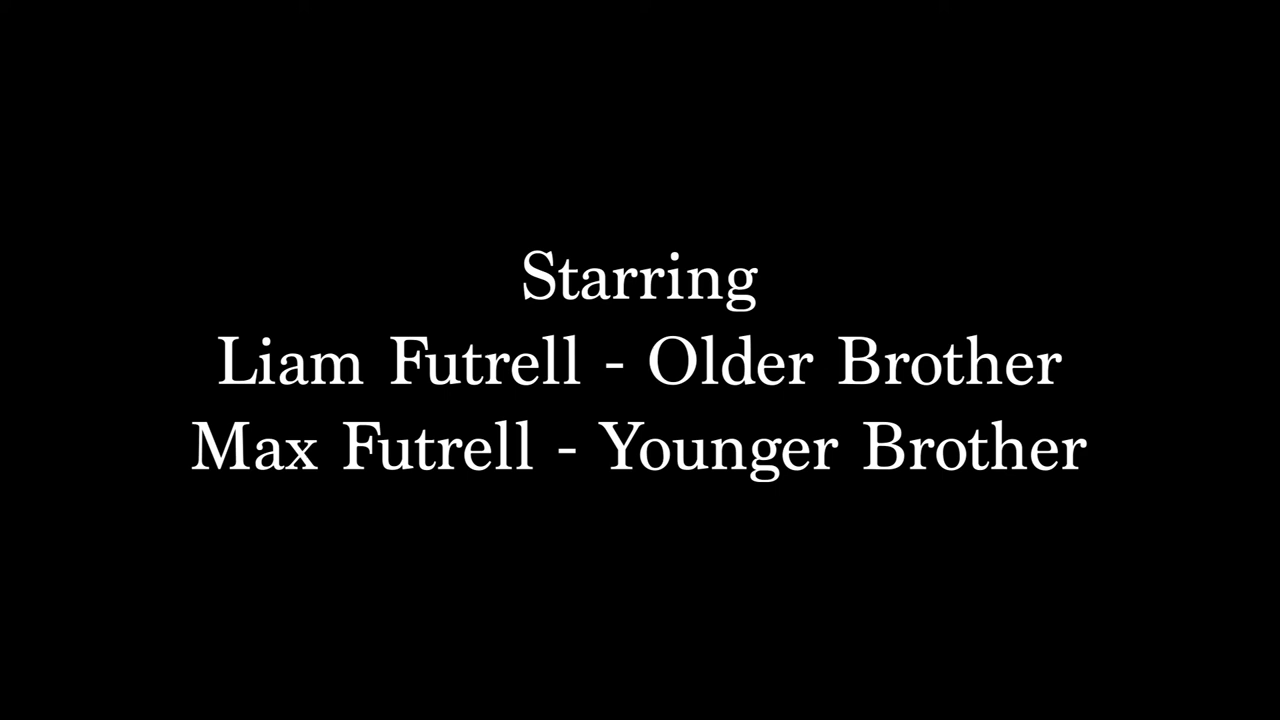 Starring
Liam Futrell - Older Brother
Max Futrell - Younger Brother